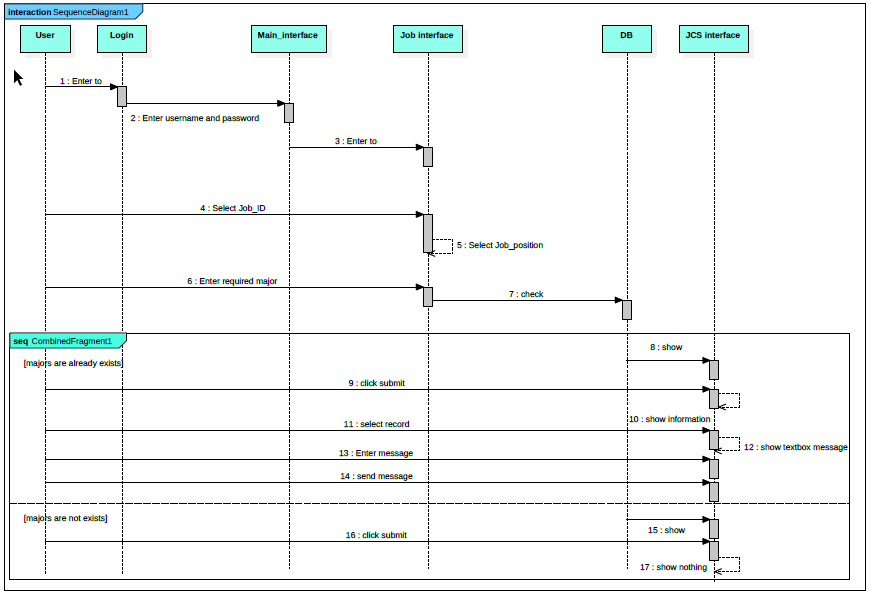 interaction SequenceDiagram1
User
Login
Main_interface
Job interface
DB
JCS interface
1 : Enter to
2 : Enter username and password
3 : Enter to
4 : Select Job_ID
5 : Select Job_position
6 : Enter required major
7 : check
seq CombinedFragment1
8 : show
[majors are already exists]
9 : click submit
10 : show information
11 : select record
12 : show textbox message
13 : Enter message
14 : send message
[majors are not exists]
15 : show
16 : click submit
17 : show nothing